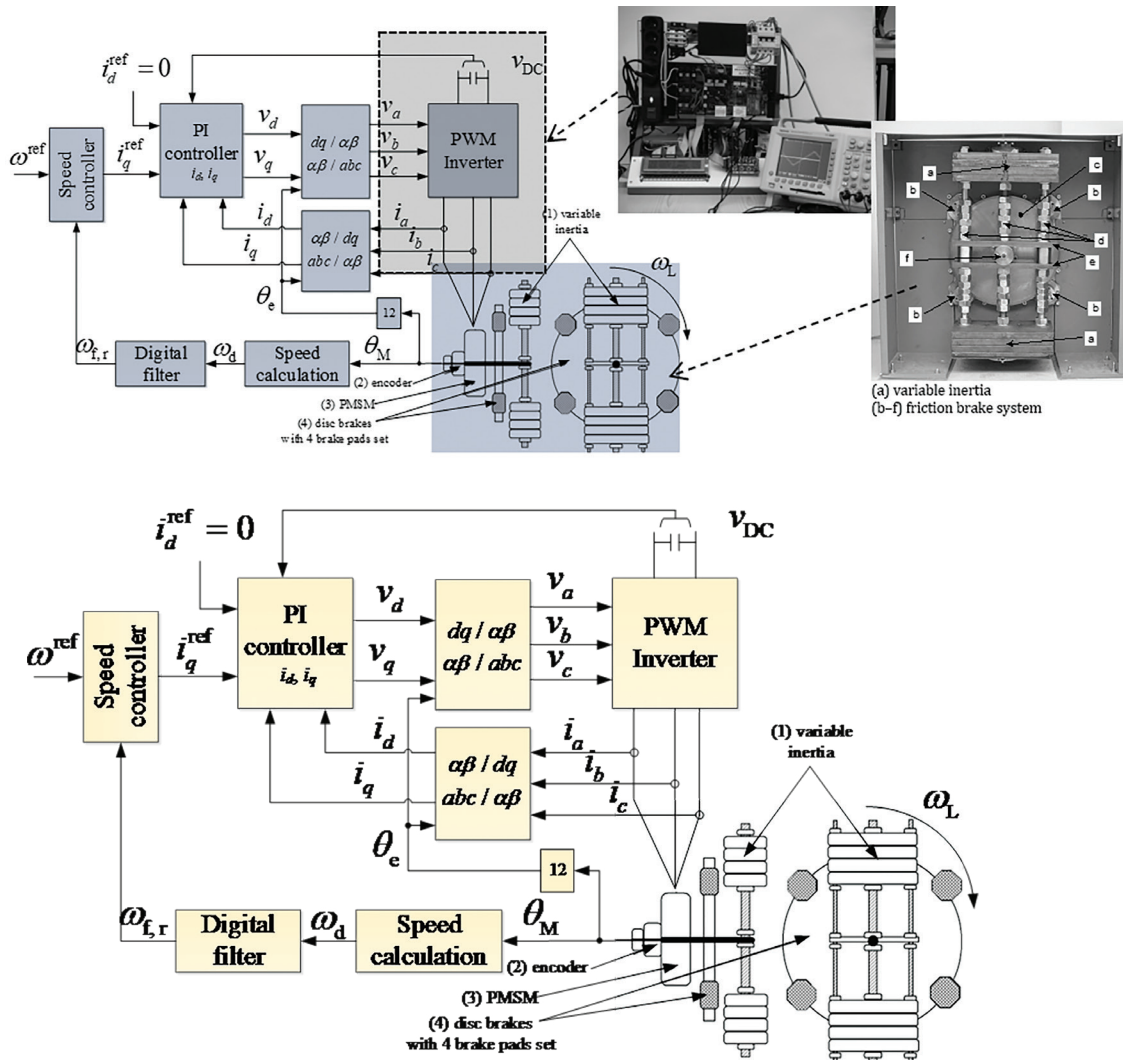 i_d^ref = 0
v_DC
ω^ref
Speed
controller
i_q^ref
PI
controller
i_d, i_q
v_d
v_q
dq / αβ
αβ / abc
v_a
v_b
v_c
PWM
Inverter
i_d
i_q
αβ / dq
abc / αβ
i_a
i_b
i_c
(1) variable
inertia
ω_L
θ_e
12
ω_f, r
Digital
filter
ω_d
Speed
calculation
θ_M
(2) encoder
(3) PMSM
(4) disc brakes
with 4 brake pads set
a
c
b
b
d
e
f
b
b
a
(a) variable inertia
(b–f) friction brake system
i_d^ref = 0
v_DC
ω^ref
Speed
controller
i_q^ref
PI
controller
i_d, i_q
v_d
v_q
dq / αβ
αβ / abc
v_a
v_b
v_c
PWM
Inverter
i_d
i_q
αβ / dq
abc / αβ
i_a
i_b
i_c
(1) variable
inertia
ω_L
θ_e
12
ω_f, r
Digital
filter
ω_d
Speed
calculation
θ_M
(2) encoder
(3) PMSM
(4) disc brakes
with 4 brake pads set